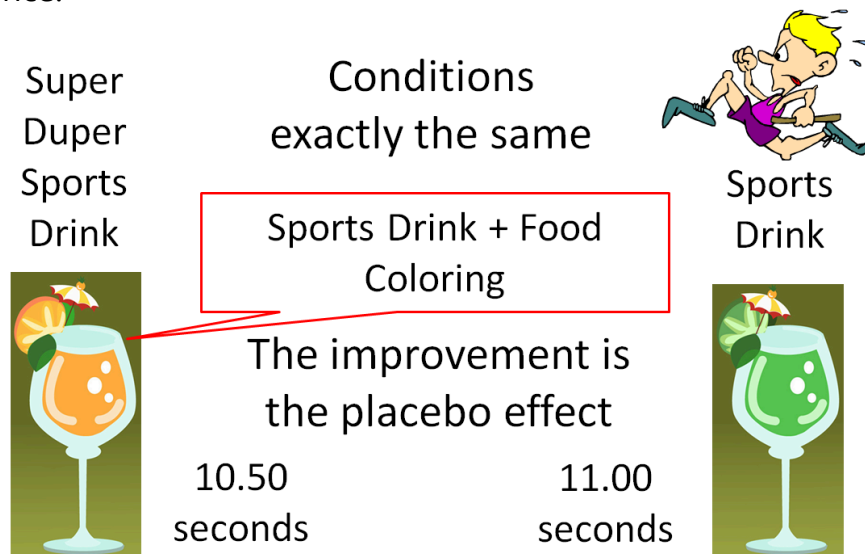 Super
Duper
Sports
Drink
Conditions
exactly the same
Sports
Drink
Sports Drink + Food
Coloring
The improvement is
the placebo effect
10.50
seconds
11.00
seconds